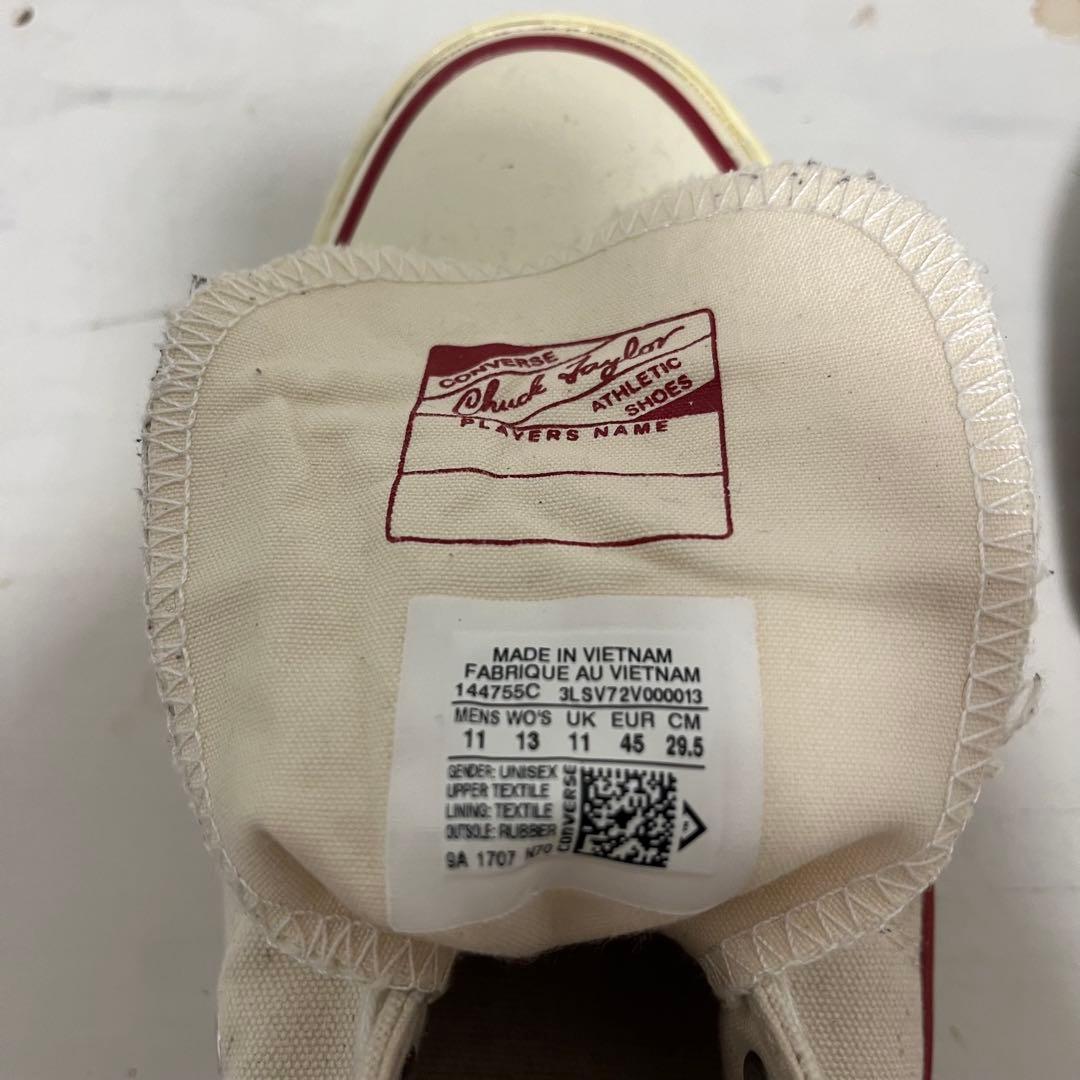 CONVERSE
Chuck Taylor
ATHLETIC
SHOES
PLAYERS NAME
MADE IN VIETNAM
FABRIQUE AU VIETNAM
144755C 3LSV72V000013
MENS WO'S UK EUR CM
11 13 11 45 29.5
GENDER: UNISEX
UPPER TEXTILE
LINING: TEXTILE
OUTSOLE: RUBBER
CONVERSE
9A 1707 N70